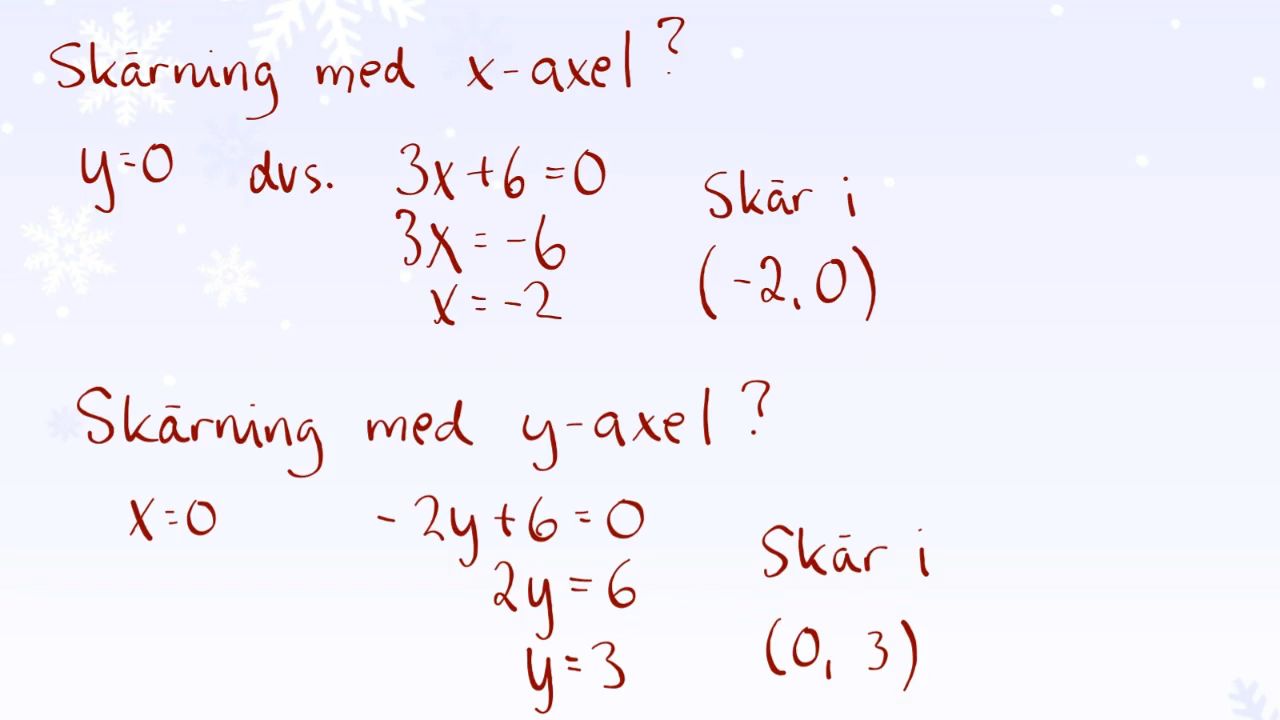 Skärning med x-axel?
y=0 dvs. 3x+6=0
3x=-6
x=-2
Skär i
(-2,0)
Skärning med y-axel?
x=0 -2y+6=0
2y=6
y=3
Skär i
(0, 3)